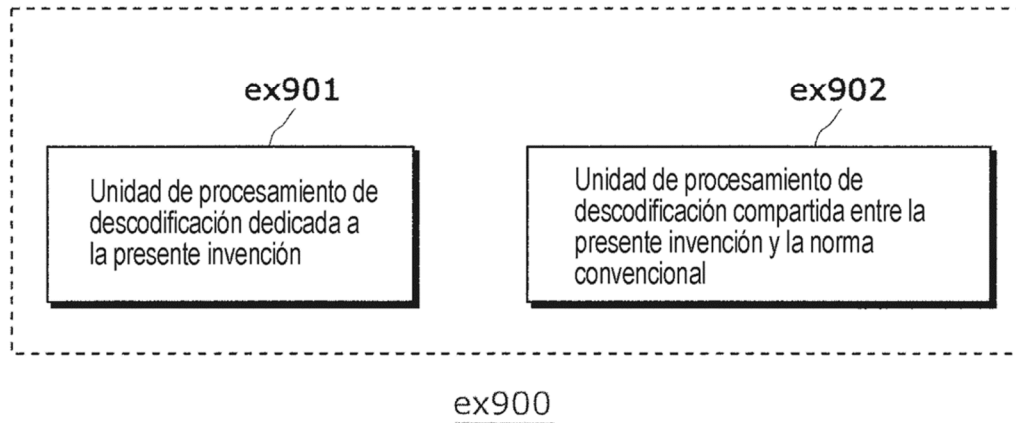 ex901
ex902
Unidad de procesamiento de
descodificación dedicada a
la presente invención
Unidad de procesamiento de
descodificación compartida entre la
presente invención y la norma
convencional
ex900